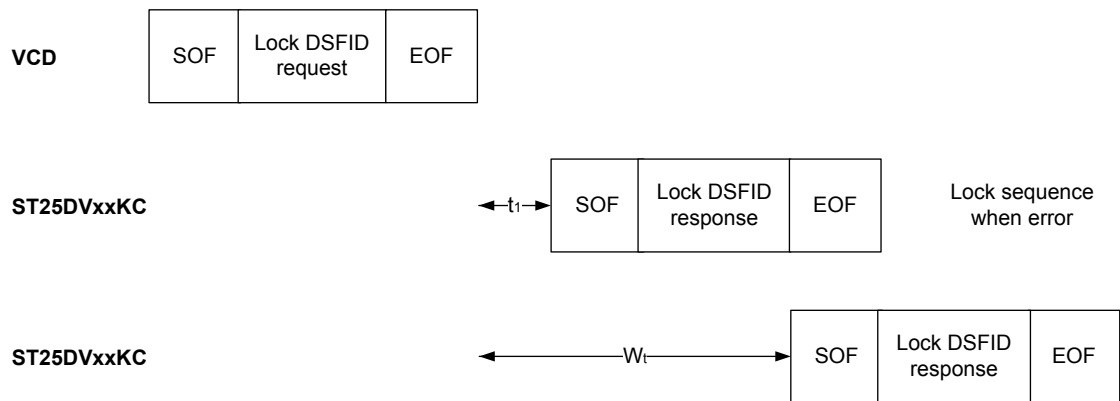 VCD
SOF
Lock DSFID
request
EOF
ST25DVxxKC
t1
SOF
Lock DSFID
response
EOF
Lock sequence
when error
ST25DVxxKC
Wt
SOF
Lock DSFID
response
EOF